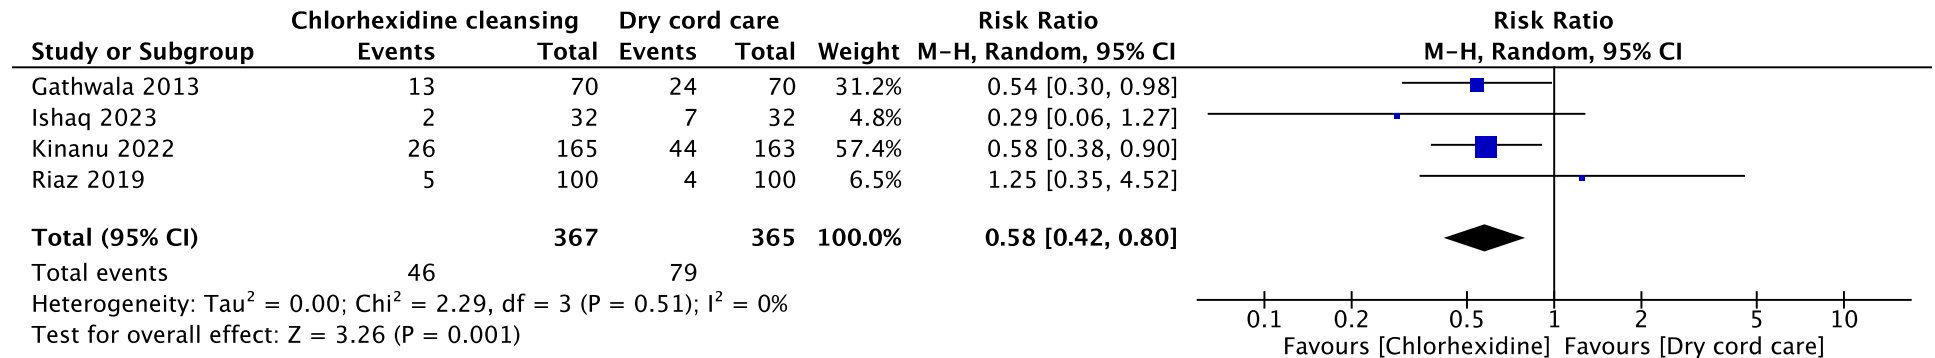 Chlorhexidine cleansing Dry cord care Risk Ratio Risk Ratio
Study or Subgroup Events Total Events Total Weight M-H, Random, 95% CI M-H, Random, 95% CI
Gathwala 2013 13 70 24 70 31.2% 0.54 [0.30, 0.98]
Ishaq 2023 2 32 7 32 4.8% 0.29 [0.06, 1.27]
Kinanu 2022 26 165 44 163 57.4% 0.58 [0.38, 0.90]
Riaz 2019 5 100 4 100 6.5% 1.25 [0.35, 4.52]
Total (95% CI) 367 365 100.0% 0.58 [0.42, 0.80]
Total events 46 79
Heterogeneity: Tau² = 0.00; Chi² = 2.29, df = 3 (P = 0.51); I² = 0%
Test for overall effect: Z = 3.26 (P = 0.001)
0.1 0.2 0.5 1 2 5 10
Favours [Chlorhexidine] Favours [Dry cord care]